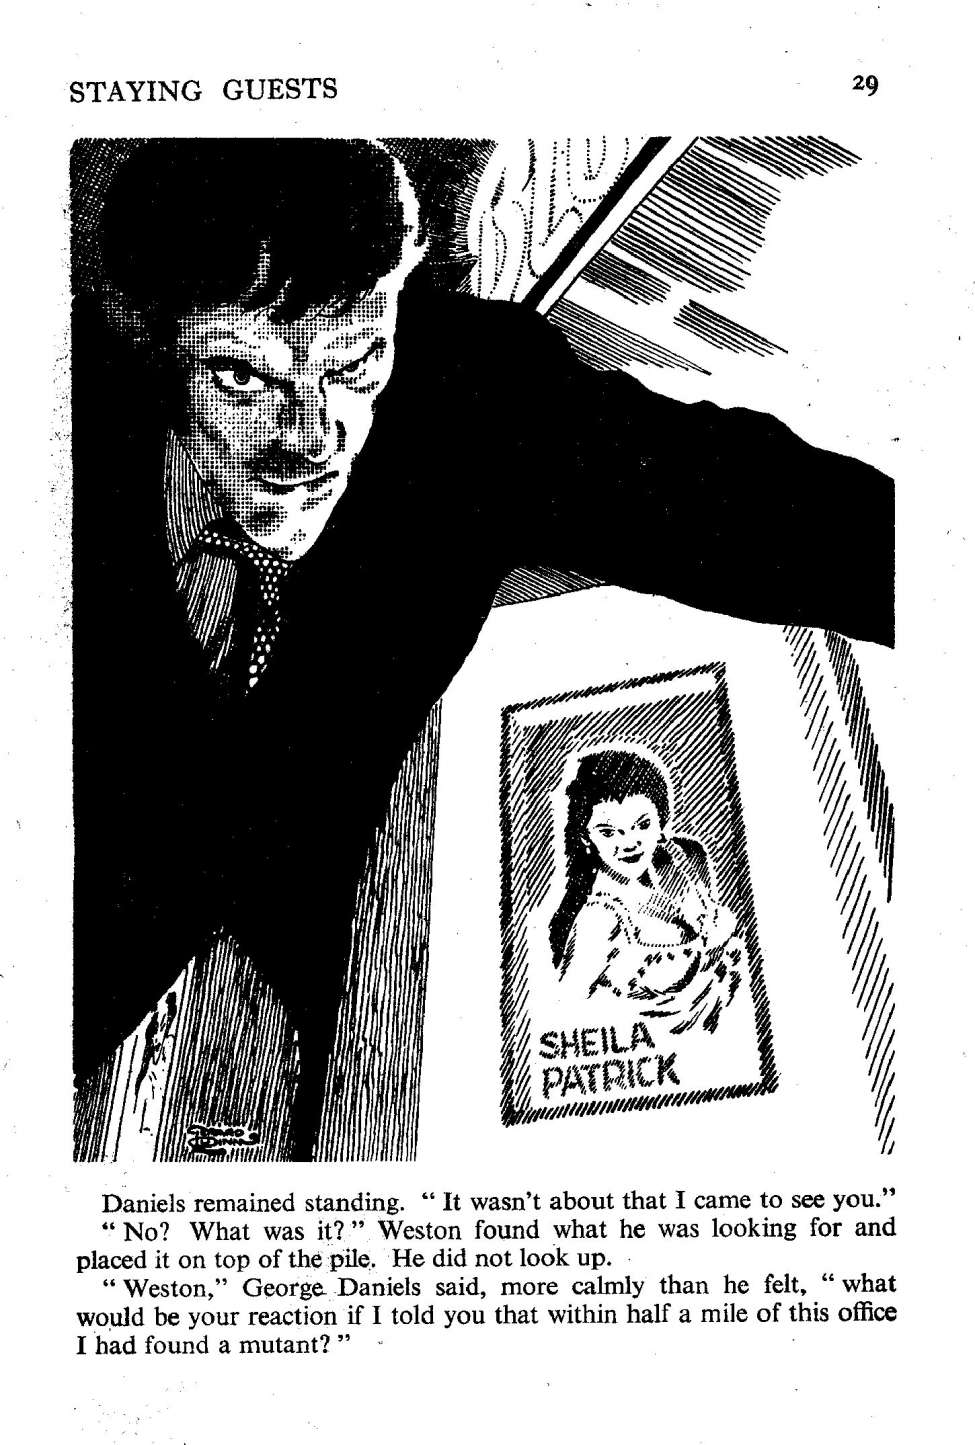 STAYING GUESTS
29
SHEILA
PATRICK
Daniels remained standing. “ It wasn't about that I came to see you.”
“ No? What was it? ” Weston found what he was looking for and
placed it on top of the pile. He did not look up.
“ Weston,” George Daniels said, more calmly than he felt, “ what
would be your reaction if I told you that within half a mile of this office
I had found a mutant? ”